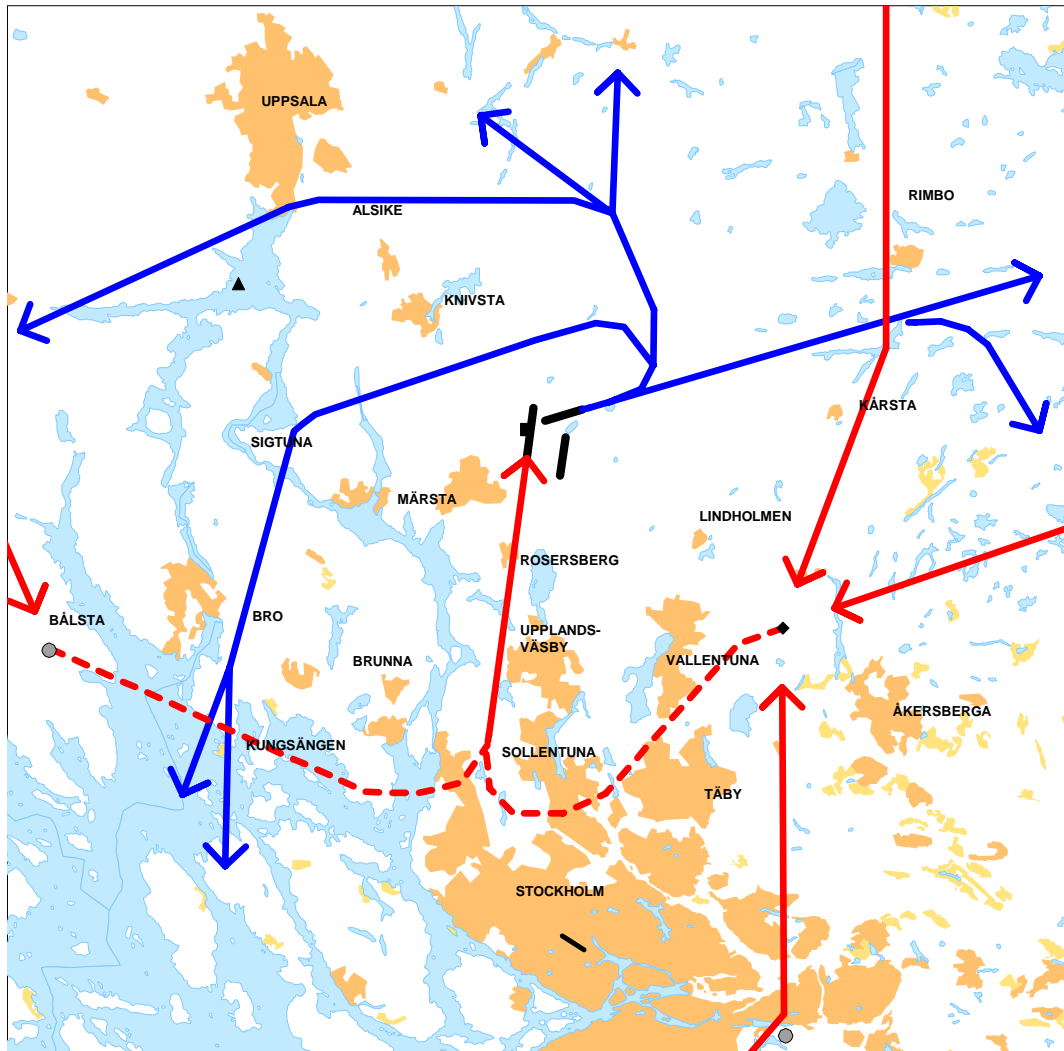 UPPSALA
RIMBO
ALSIKE
KNIVSTA
KÅRSTA
SIGTUNA
MÄRSTA
LINDHOLMEN
ROSERSBERG
BÅLSTA
BRO
UPPLANDS-
VÄSBY
BRUNNA
VALLENTUNA
ÅKERSBERGA
KUNGSÄNGEN
SOLLENTUNA
TÄBY
STOCKHOLM